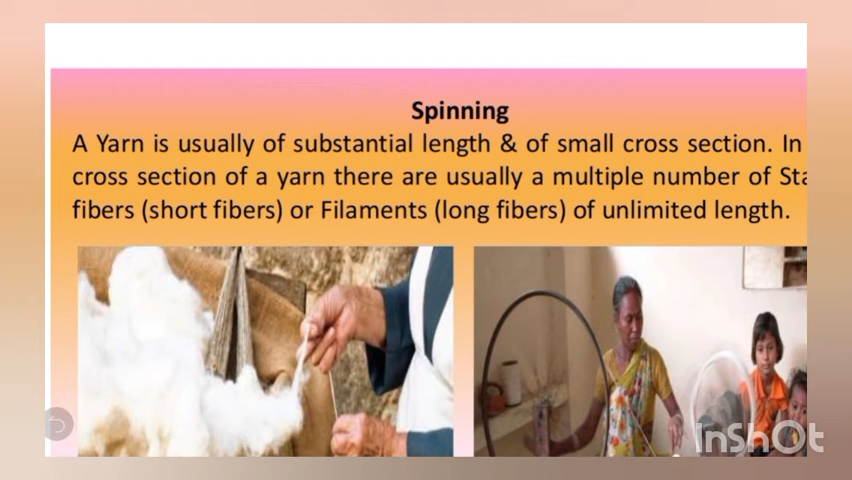 Spinning
A Yarn is usually of substantial length & of small cross section. In
cross section of a yarn there are usually a multiple number of
fibers (short fibers) or Filaments (long fibers) of unlimited length.
InShOt